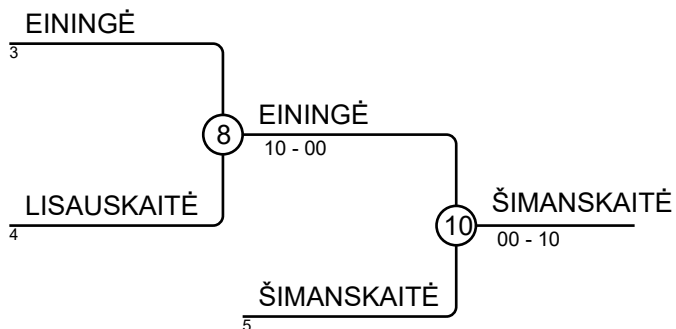 EININGĖ
3
8
EININGĖ
10 - 00
LISAUSKAITĖ
4
10
ŠIMANSKAITĖ
00 - 10
ŠIMANSKAITĖ
5